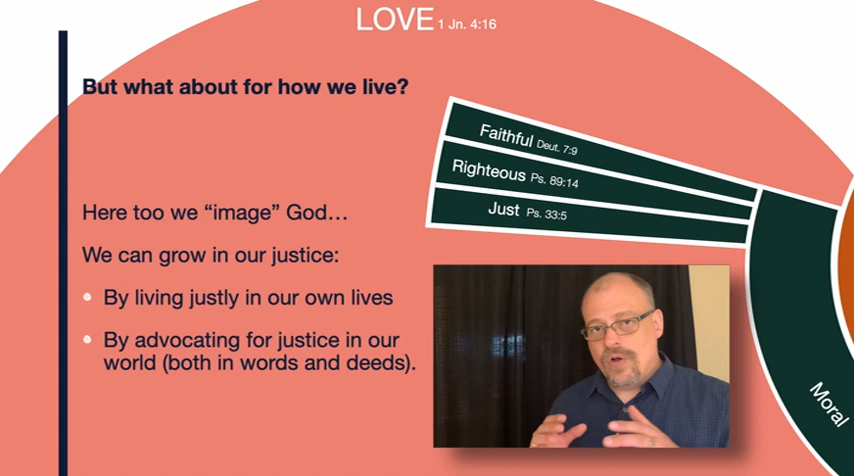 LOVE 1 Jn. 4:16
But what about for how we live?
Faithful Deut. 7:9
Righteous Ps. 89:14
Just Ps. 33:5
Here too we “image” God…
We can grow in our justice:
• By living justly in our own lives
• By advocating for justice in our
world (both in words and deeds).
Moral